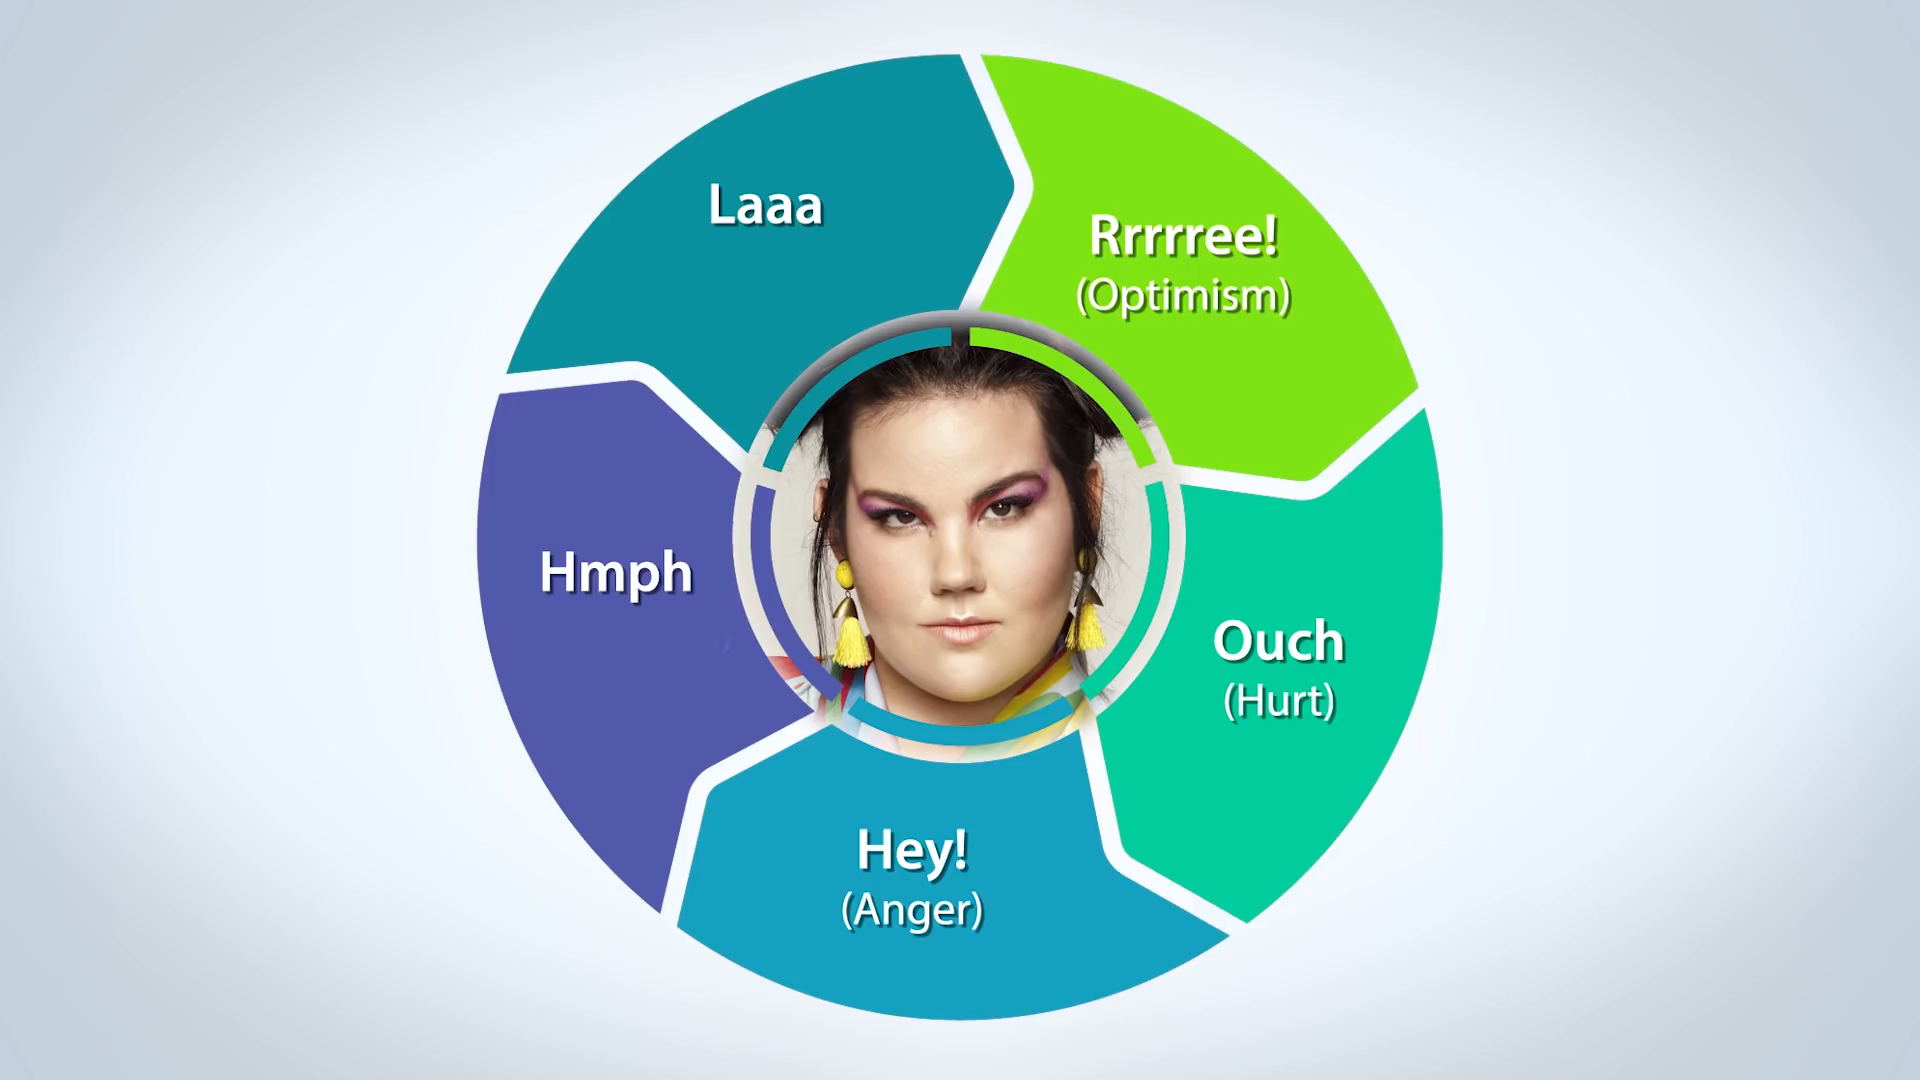 Laaa
Rrrrree!
(Optimism)
Hmph
Ouch
(Hurt)
Hey!
(Anger)